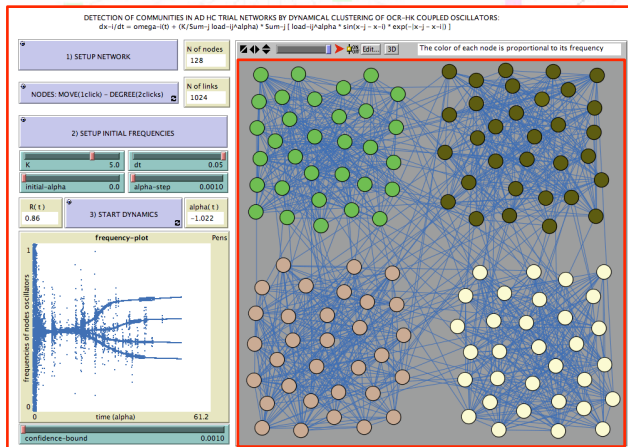 DETECTION OF COMMUNITIES IN AD HC TRIAL NETWORKS BY DYNAMICAL CLUSTERING OF OCR-HK COUPLED OSCILLATORS:
dx-i/dt = omega-i(t) + (K/Sum-j load-ij^alpha) * Sum-j [ load-ij^alpha * sin(x-j - x-i) * exp(-|x-j - x-i|) ]
1) SETUP NETWORK
N of nodes
128
NODES: MOVE(1click) - DEGREE(2clicks)
N of links
1024
2) SETUP INITIAL FREQUENCIES
K 5.0
dt 0.05
initial-alpha 0.0
alpha-step 0.0010
R(t)
0.86
3) START DYNAMICS
alpha(t)
-1.022
frequency-plot
Pens
frequencies of nodes oscillators
1
0
0
time (alpha)
61.2
confidence-bound 0.0010
Edit...
3D
The color of each node is proportional to its frequency